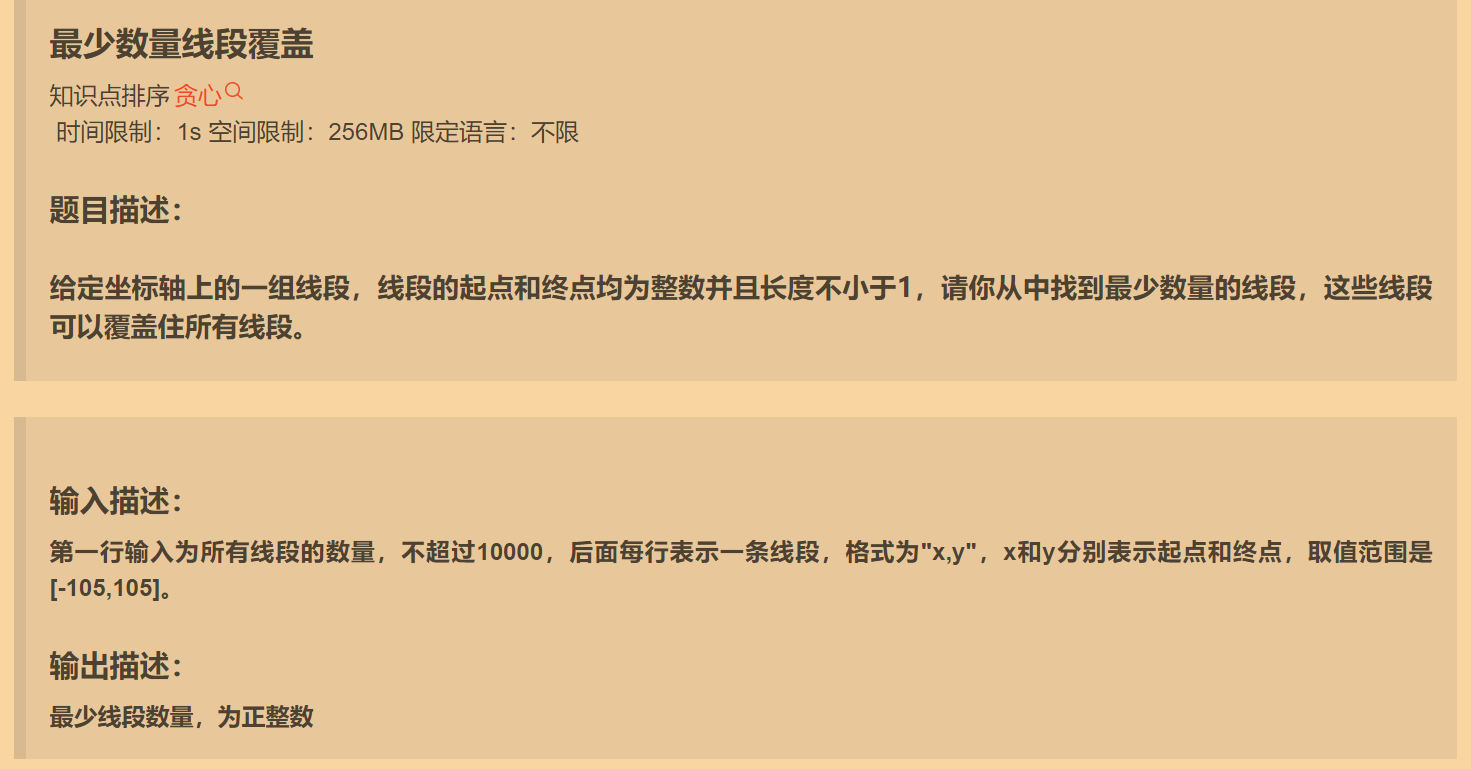 最少数量线段覆盖
知识点排序 贪心
时间限制：1s 空间限制：256MB 限定语言：不限
题目描述：
给定坐标轴上的一组线段，线段的起点和终点均为整数并且长度不小于1，请你从中找到最少数量的线段，这些线段
可以覆盖住所有线段。
输入描述：
第一行输入为所有线段的数量，不超过10000，后面每行表示一条线段，格式为"x,y"，x和y分别表示起点和终点，取值范围是
[-105,105]。
输出描述：
最少线段数量，为正整数